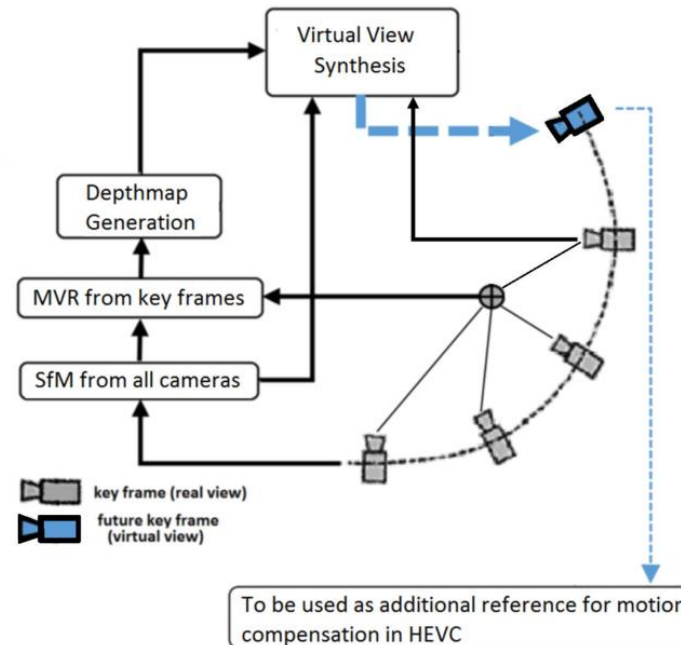 Virtual View
Synthesis
Depthmap
Generation
MVR from key frames
SfM from all cameras
key frame (real view)
future key frame
(virtual view)
To be used as additional reference for motion
compensation in HEVC